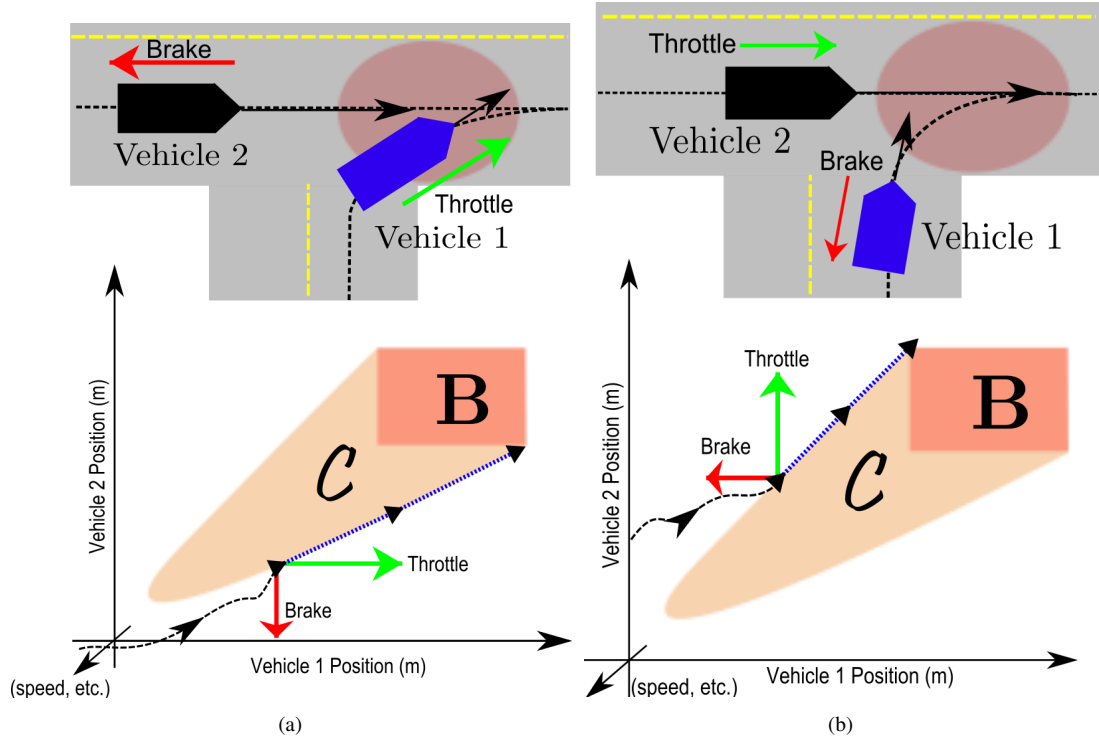 Brake
Vehicle 2
Throttle
Vehicle 1
Vehicle 2 Position (m)
C
B
Throttle
Brake
Vehicle 1 Position (m)
(speed, etc.)
(a)
Throttle
Vehicle 2
Brake
Vehicle 1
Vehicle 2 Position (m)
Throttle
Brake
B
C
Vehicle 1 Position (m)
(speed, etc.)
(b)